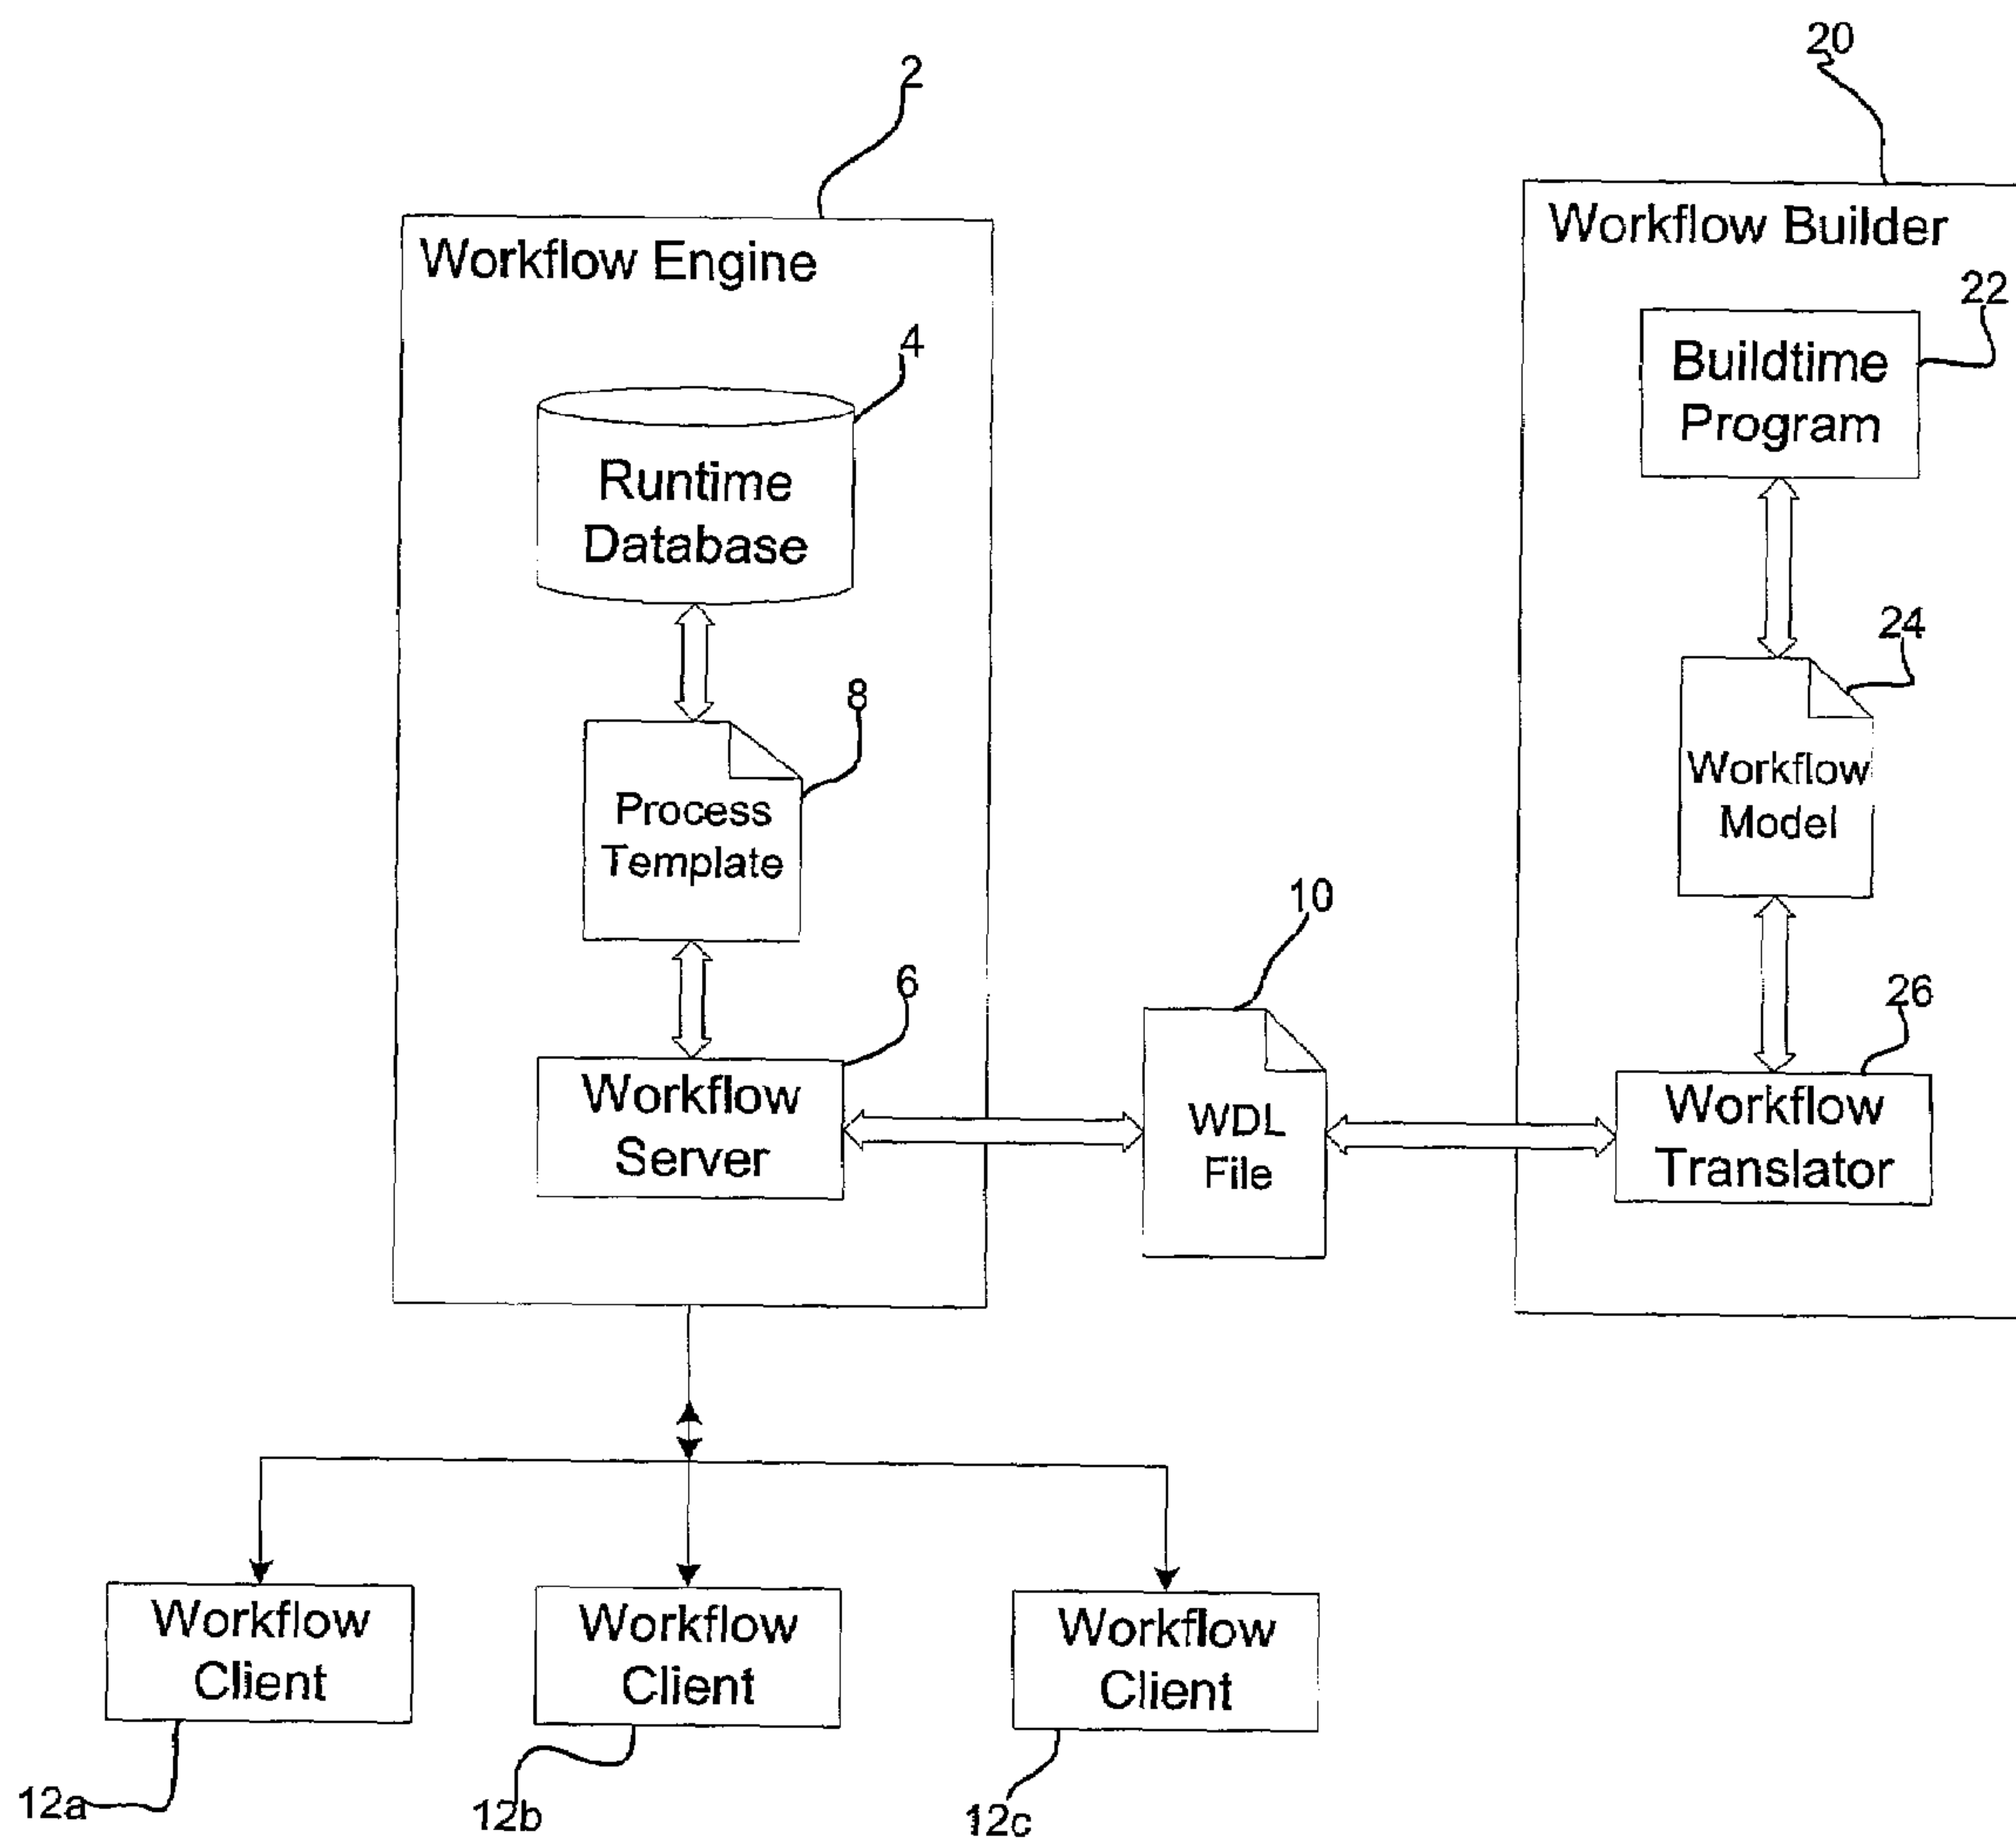 2
20
Workflow Engine
Workflow Builder
4
22
Runtime
Database
Buildtime
Program
8
24
Process
Template
Workflow
Model
6
10
26
Workflow
Server
WDL
File
Workflow
Translator
Workflow
Client
Workflow
Client
Workflow
Client
12a
12b
12c